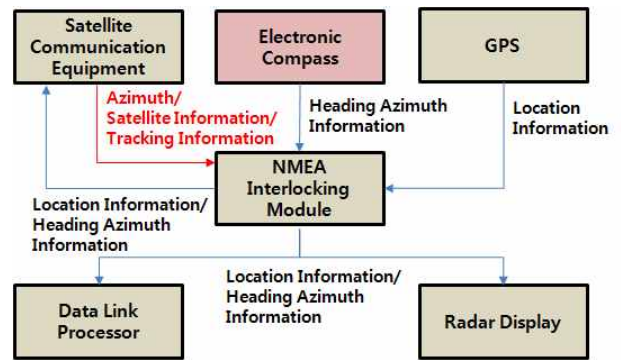 Satellite
Communication
Equipment
Electronic
Compass
GPS
Azimuth/
Satellite Information/
Tracking Information
Heading Azimuth
Information
Location
Information
NMEA
Interlocking
Module
Location Information/
Heading Azimuth
Information
Location Information/
Heading Azimuth
Information
Data Link
Processor
Radar Display